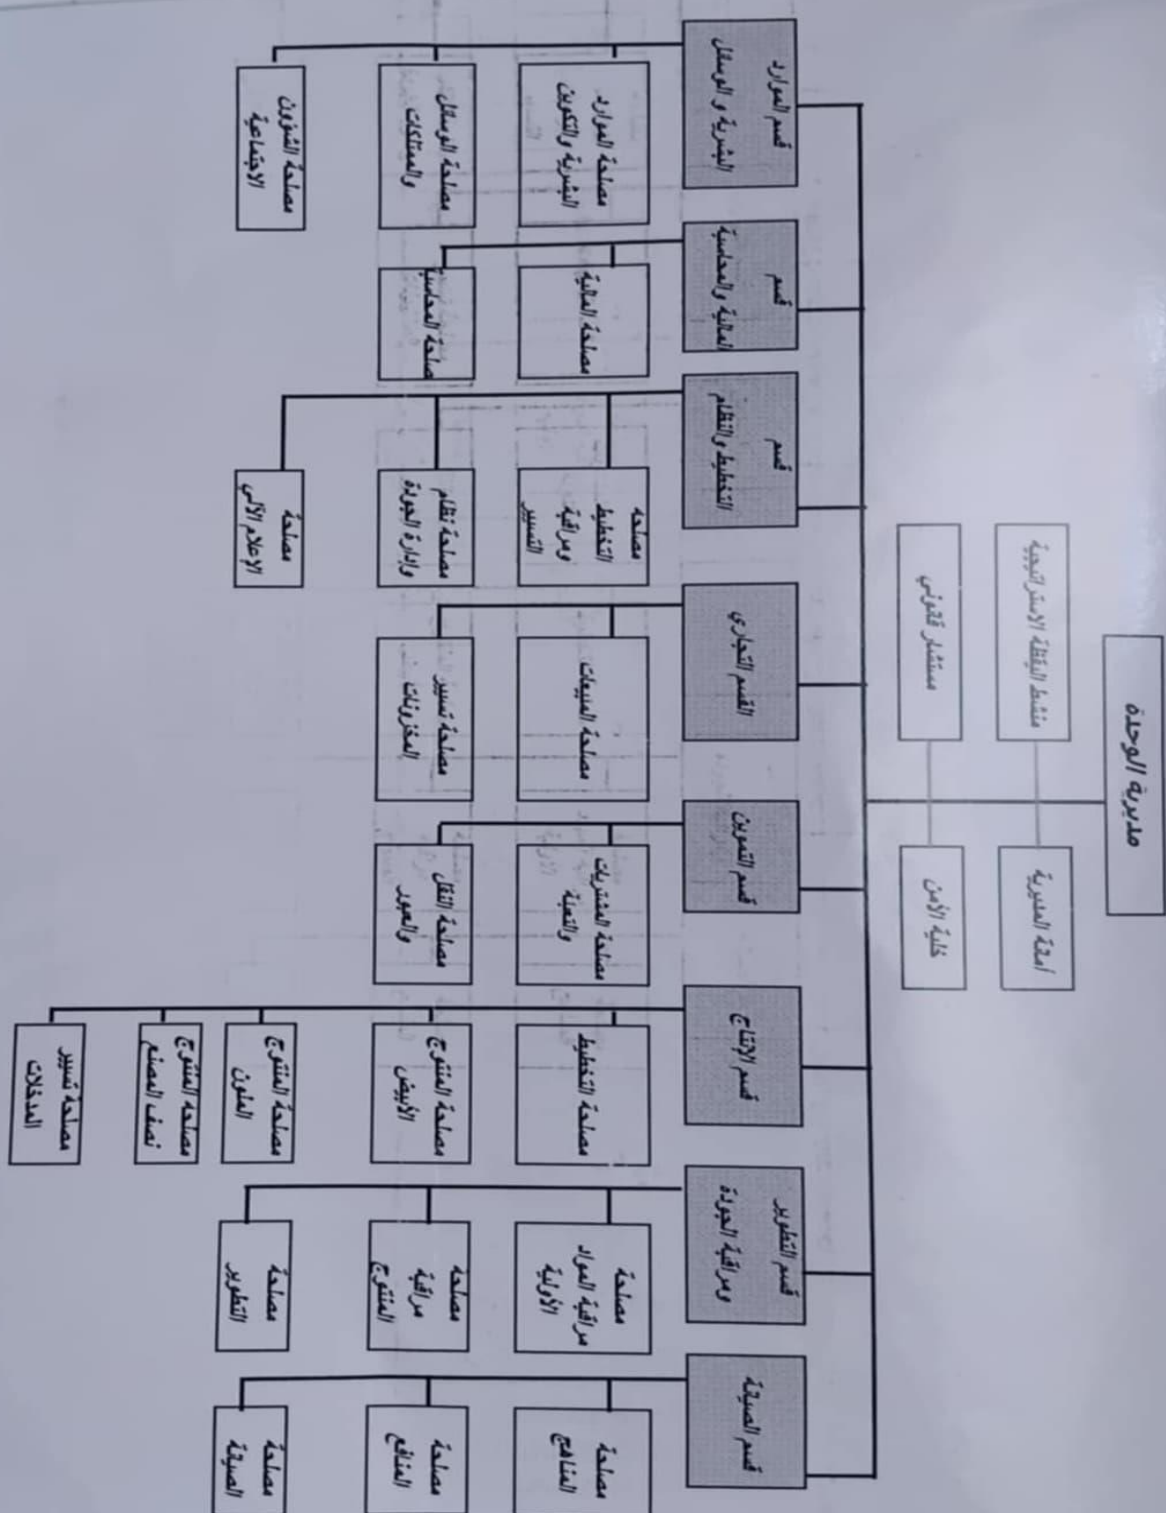 مديرية الوحدة
أمانة المديرية
منشط اليقظة الاستراتيجية
خلية الأمن
مستشار قانوني
قسم الصيانة
قسم التطوير
ومراقبة الجودة
قسم الإنتاج
قسم التموين
القسم التجاري
قسم
التخطيط والنظام
قسم
المالية والمحاسبة
قسم الموارد
البشرية و الوسائل
مصلحة
المناهج
مصلحة
المنافع
مصلحة
الصيانة
مصلحة
مراقبة المواد
الأولية
مصلحة
مراقبة
المنتوج
مصلحة
التطوير
مصلحة التخطيط
مصلحة المنتوج
الأبيض
مصلحة المنتوج
الملون
مصلحة المنتوج
نصف المصنع
مصلحة تسيير
المدخلات
مصلحة المشتريات
والتعبئة
مصلحة النقل
والعبور
مصلحة المبيعات
مصلحة تسيير
المخزونات
مصلحة
التخطيط
ومراقبة
التسيير
مصلحة نظام
وإدارة الجودة
مصلحة
الإعلام الآلي
مصلحة المالية
مصلحة المحاسبة
مصلحة الموارد
البشرية والتكوين
مصلحة الوسائل
والممتلكات
مصلحة الشؤون
الاجتماعية